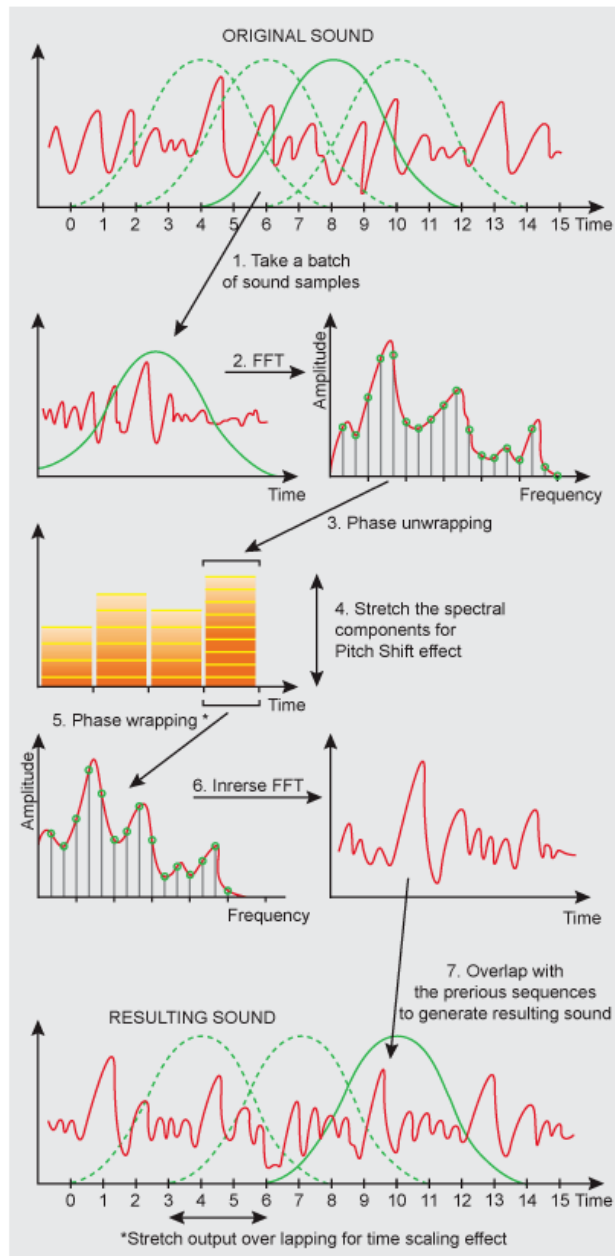 ORIGINAL SOUND
0 1 2 3 4 5 6 7 8 9 10 11 12 13 14 15 Time
1. Take a batch
of sound samples
2. FFT
Amplitude
Time
Frequency
3. Phase unwrapping
4. Stretch the spectral
components for
Pitch Shift effect
Time
5. Phase wrapping *
Amplitude
6. Inrerse FFT
Frequency
Time
7. Overlap with
the prerious sequences
to generate resulting sound
RESULTING SOUND
0 1 2 3 4 5 6 7 8 9 10 11 12 13 14 15 Time
*Stretch output over lapping for time scaling effect